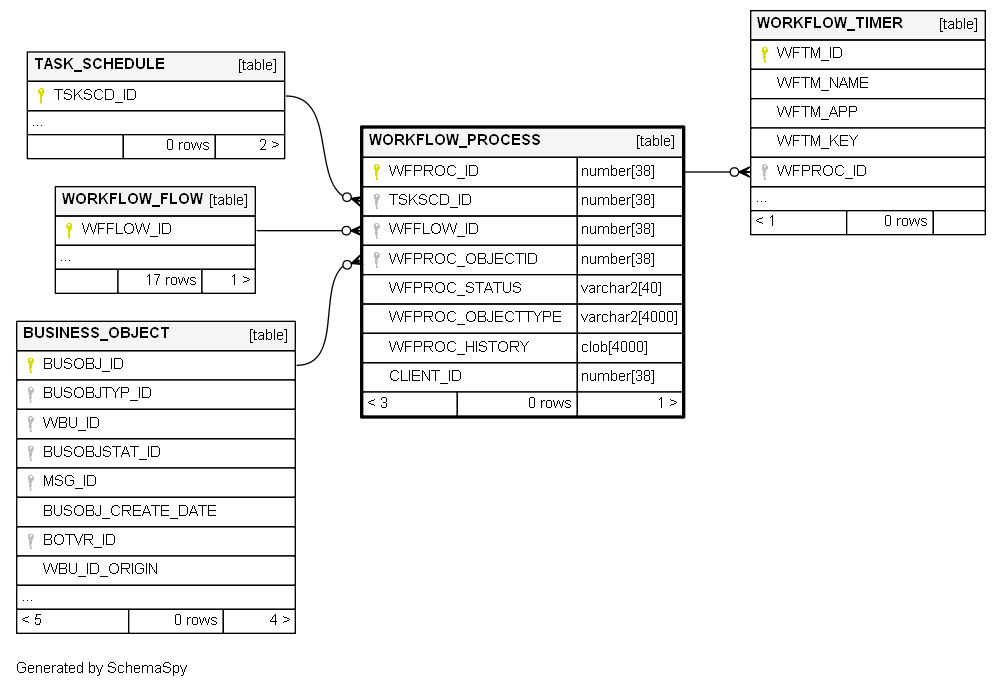 TASK_SCHEDULE [table]
TSKSCD_ID
...
0 rows 2 >
WORKFLOW_FLOW [table]
WFFLOW_ID
...
17 rows 1 >
BUSINESS_OBJECT [table]
BUSOBJ_ID
BUSOBJTYP_ID
WBU_ID
BUSOBJSTAT_ID
MSG_ID
BUSOBJ_CREATE_DATE
BOTVR_ID
WBU_ID_ORIGIN
...
< 5 0 rows 4 >
WORKFLOW_PROCESS [table]
WFPROC_ID number[38]
TSKSCD_ID number[38]
WFFLOW_ID number[38]
WFPROC_OBJECTID number[38]
WFPROC_STATUS varchar2[40]
WFPROC_OBJECTTYPE varchar2[4000]
WFPROC_HISTORY clob[4000]
CLIENT_ID number[38]
< 3 0 rows 1 >
WORKFLOW_TIMER [table]
WFTM_ID
WFTM_NAME
WFTM_APP
WFTM_KEY
WFPROC_ID
...
< 1 0 rows
Generated by SchemaSpy